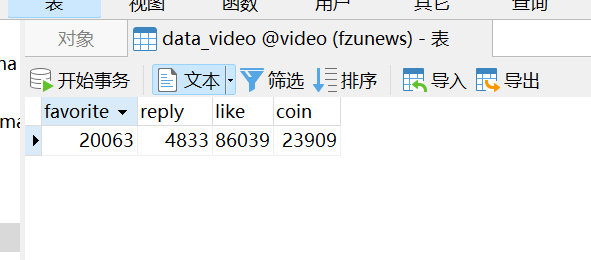 表 视图 函数 用户 其它 查询
对象 data_video @video (fzunews) - 表
开始事务 文本 筛选 排序 导入 导出
favorite reply like coin
20063 4833 86039 23909